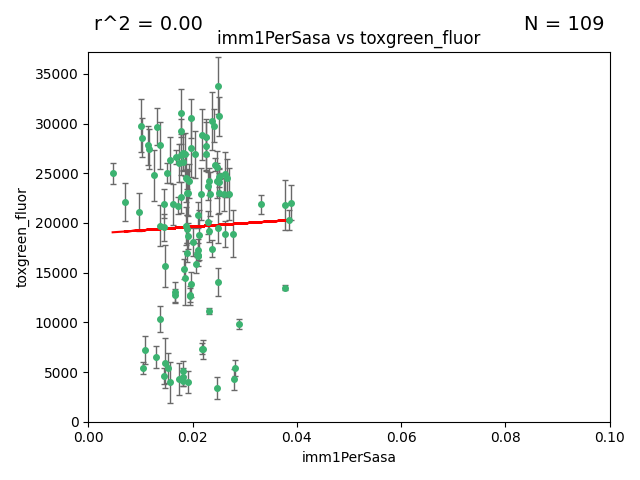 r^2 = 0.00
N = 109
imm1PerSasa vs toxgreen_fluor
35000
30000
25000
20000
15000
10000
5000
0
toxgreen_fluor
0.00
0.02
0.04
0.06
0.08
0.10
imm1PerSasa